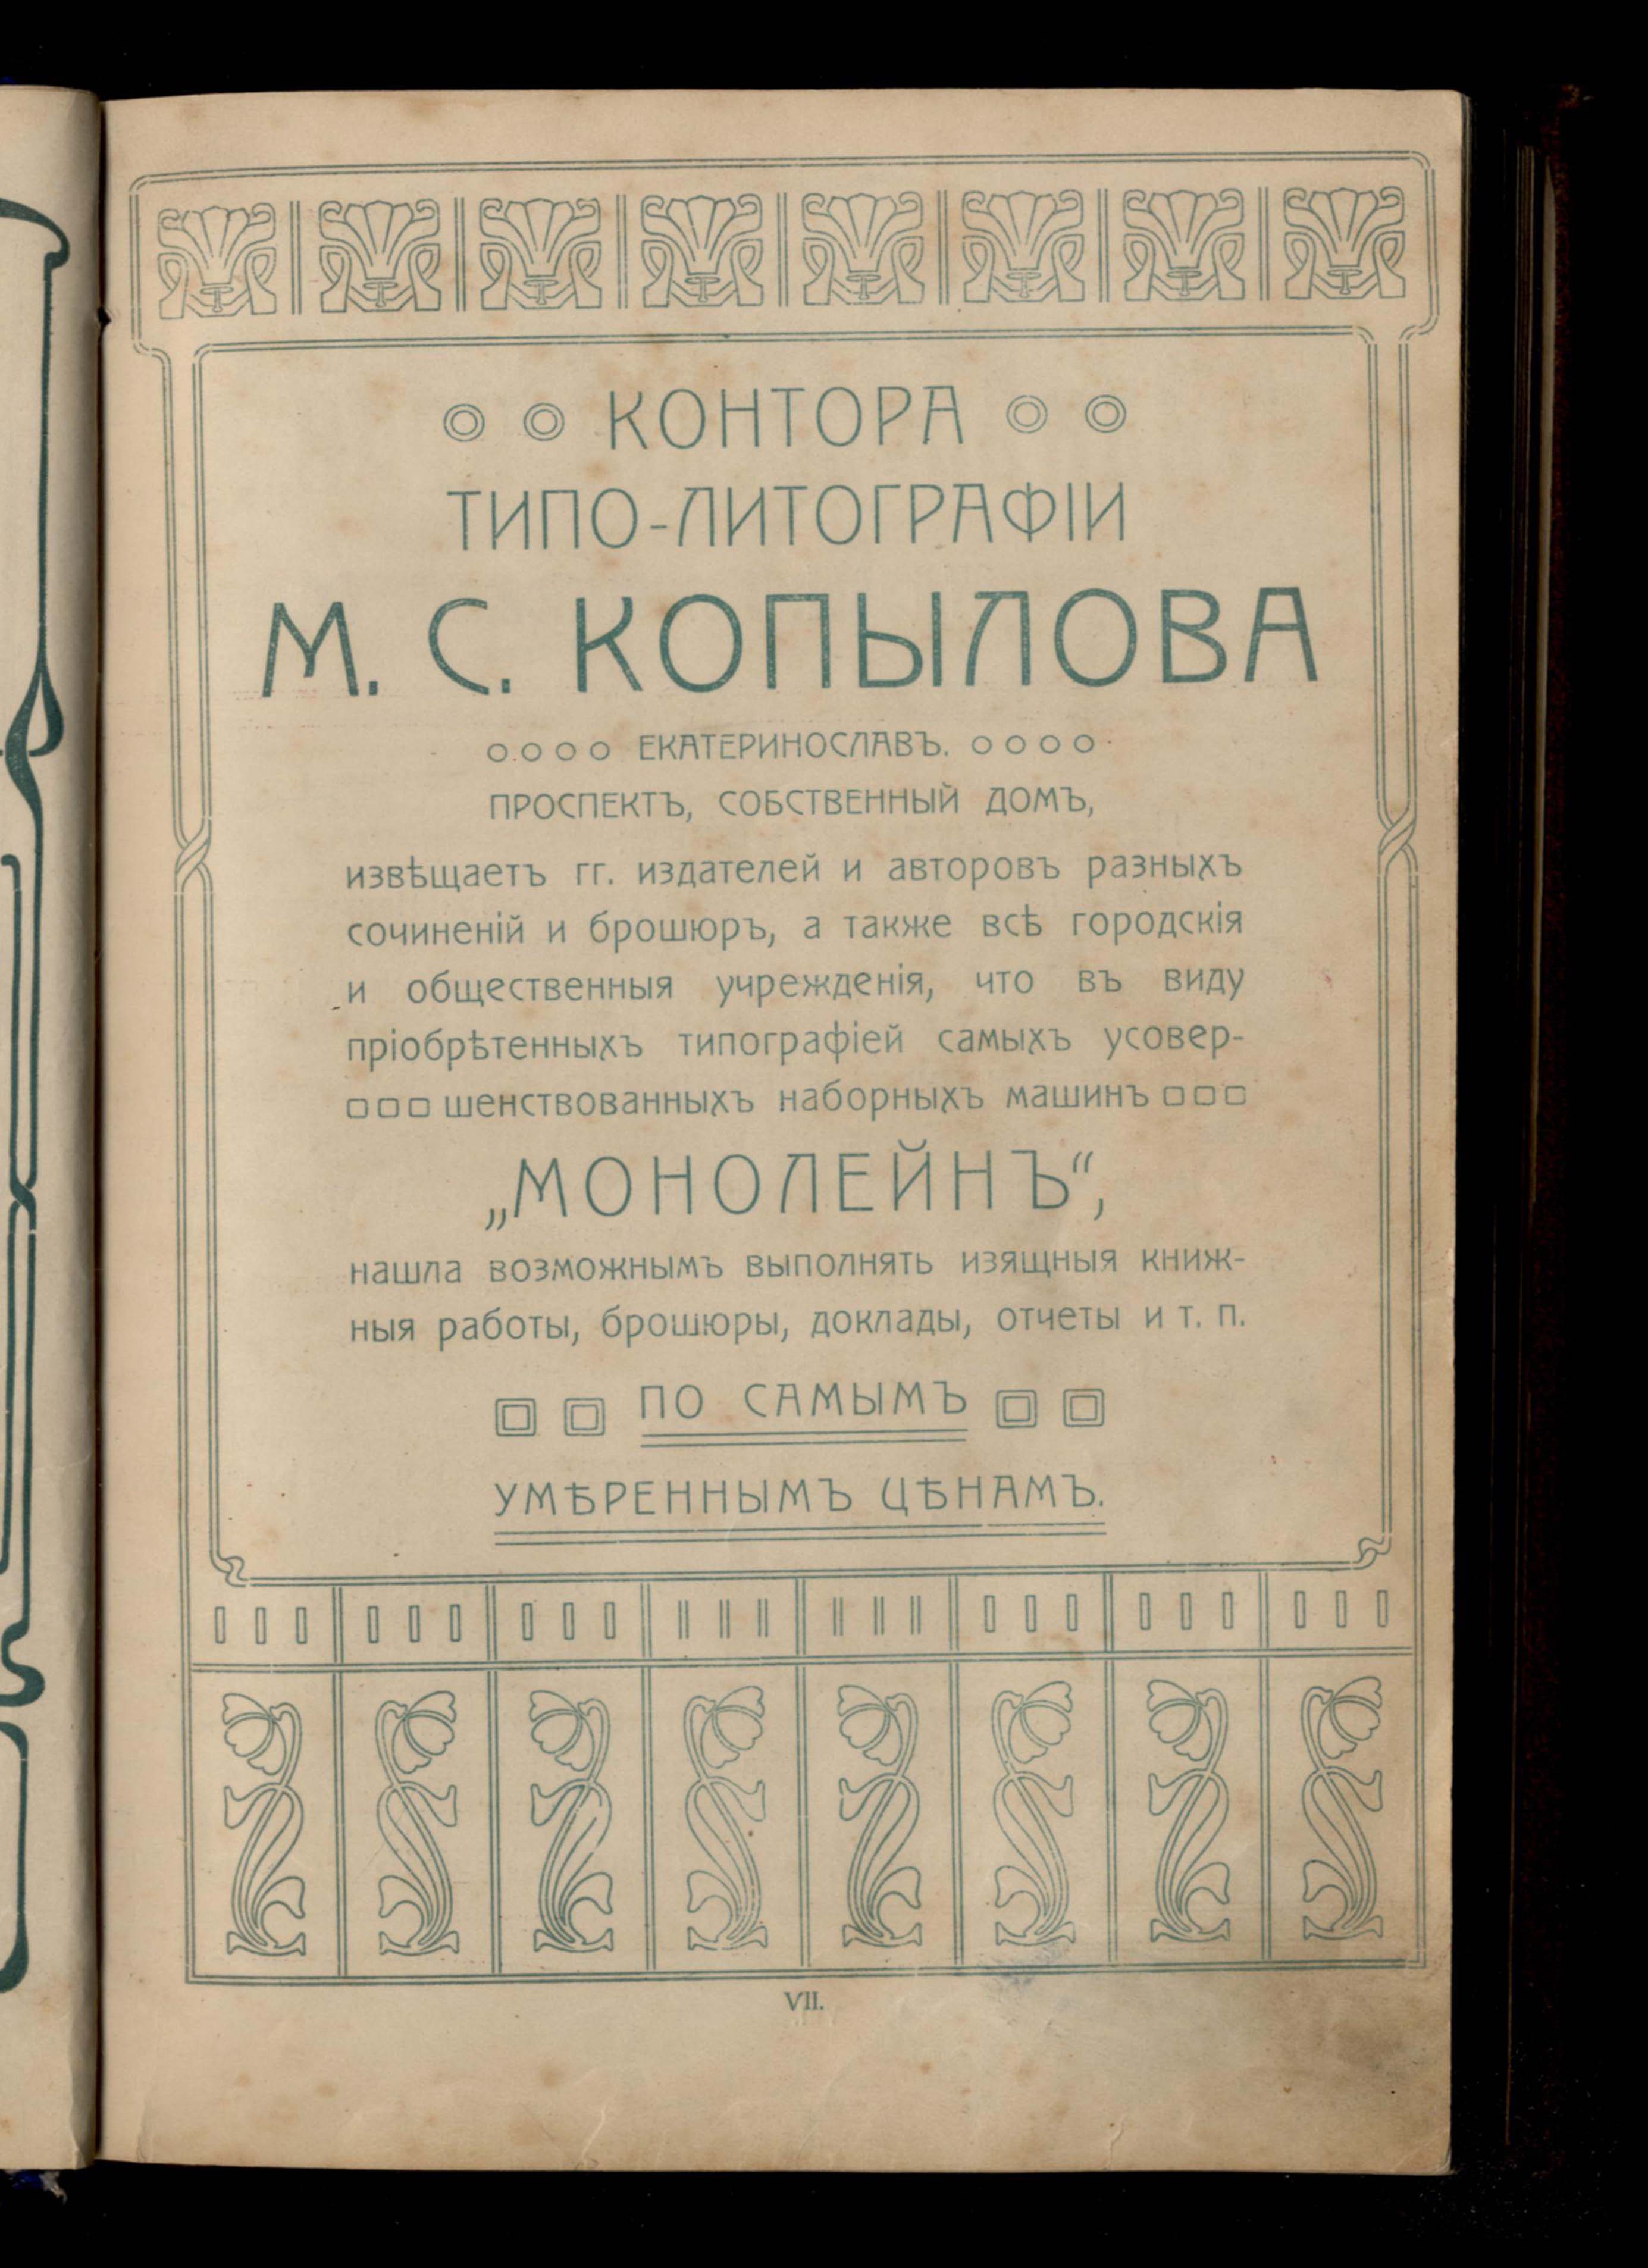 КОНТОРА
ТИПО-ЛИТОГРАФІИ
М. С. КОПЫЛОВА
ЕКАТЕРИНОСЛАВЪ.
ПРОСПЕКТЪ, СОБСТВЕННЫЙ ДОМЪ,
извѣщаетъ гг. издателей и авторовъ разныхъ
сочиненій и брошюръ, а также всѣ городскія
и общественныя учрежденія, что въ виду
пріобрѣтенныхъ типографіей самыхъ усовер-
шенствованныхъ наборныхъ машинъ
„МОНОЛЕЙНЪ“,
нашла возможнымъ выполнять изящныя книж-
ныя работы, брошюры, доклады, отчеты и т. п.
ПО САМЫМЪ
УМѢРЕННЫМЪ ЦѢНАМЪ.
VII.